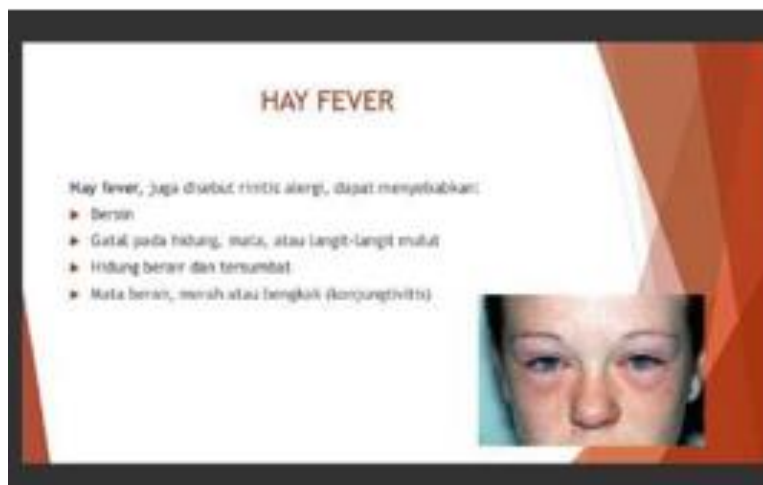 HAY FEVER
Hay fever, juga disebut rinitis alergi, dapat menyebabkan:
Bersin
Gatal pada hidung, mata, atau langit-langit mulut
Hidung berair dan tersumbat
Mata berair, merah atau bengkak (konjungtivitis)